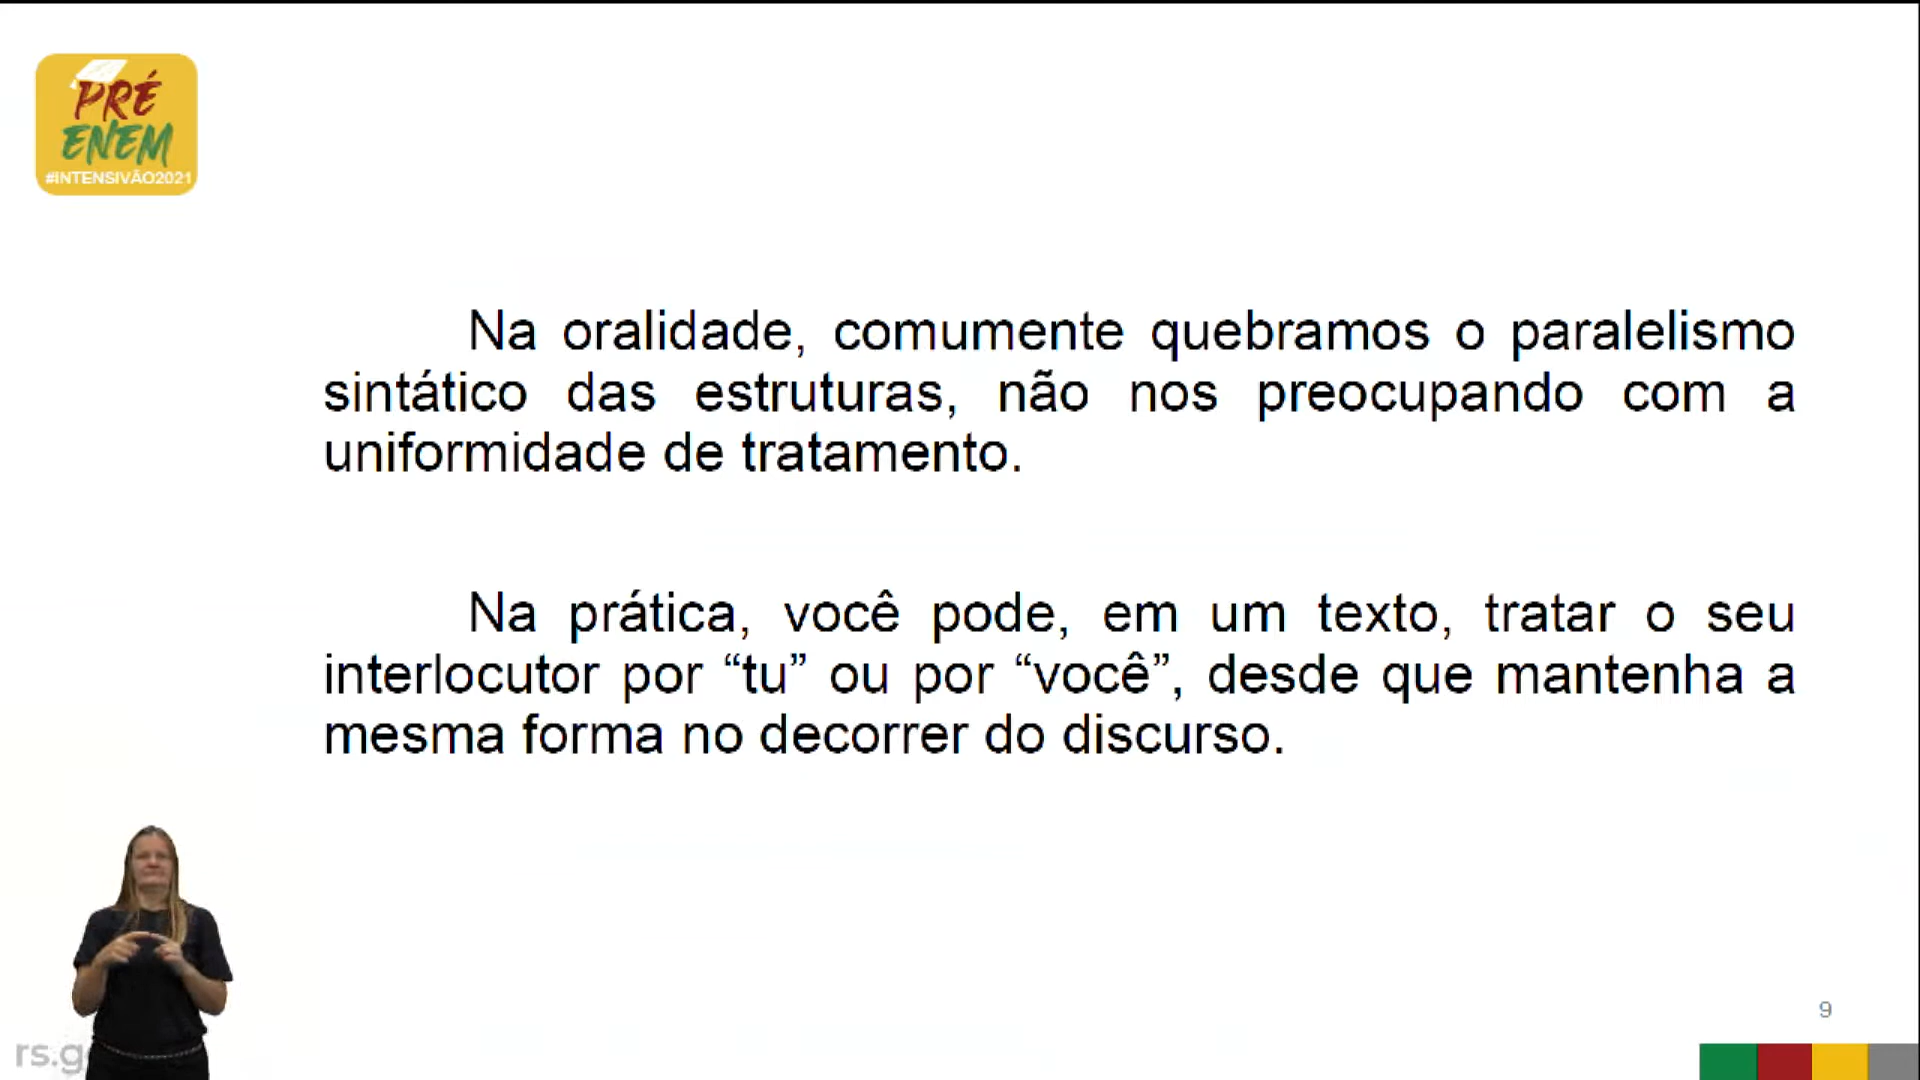 PRÉ
ENEM
#INTENSIVÃO2021
Na oralidade, comumente quebramos o paralelismo
sintático das estruturas, não nos preocupando com a
uniformidade de tratamento.
Na prática, você pode, em um texto, tratar o seu
interlocutor por “tu” ou por “você”, desde que mantenha a
mesma forma no decorrer do discurso.
9
rs.g